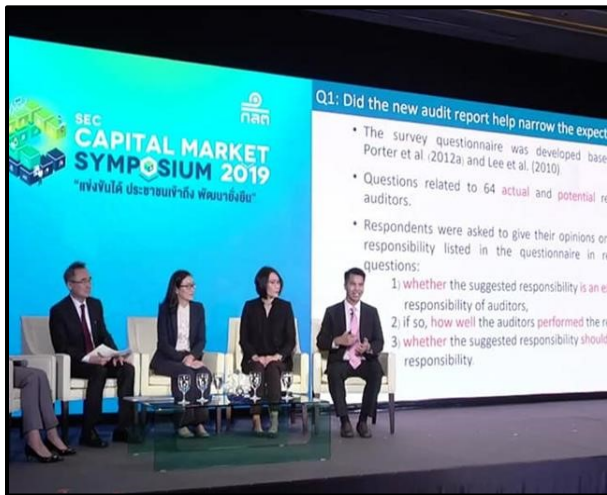 กลต
SEC
CAPITAL MARKET
SYMPOSIUM 2019
"แข่งขันได้ ประชาชนเข้าถึง พัฒนายั่งยืน"
Q1: Did the new audit report help narrow the expect
• The survey questionnaire was developed base
Porter et al (2012a) and Lee et al. (2010).
• Questions related to 64 actual and potential re
auditors.
• Respondents were asked to give their opinions on
responsibility listed in the questionnaire in re
questions:
1) whether the suggested responsibility is an ex
responsibility of auditors,
2) if so, how well the auditors performed the re
3) whether the suggested responsibility should
responsibility.